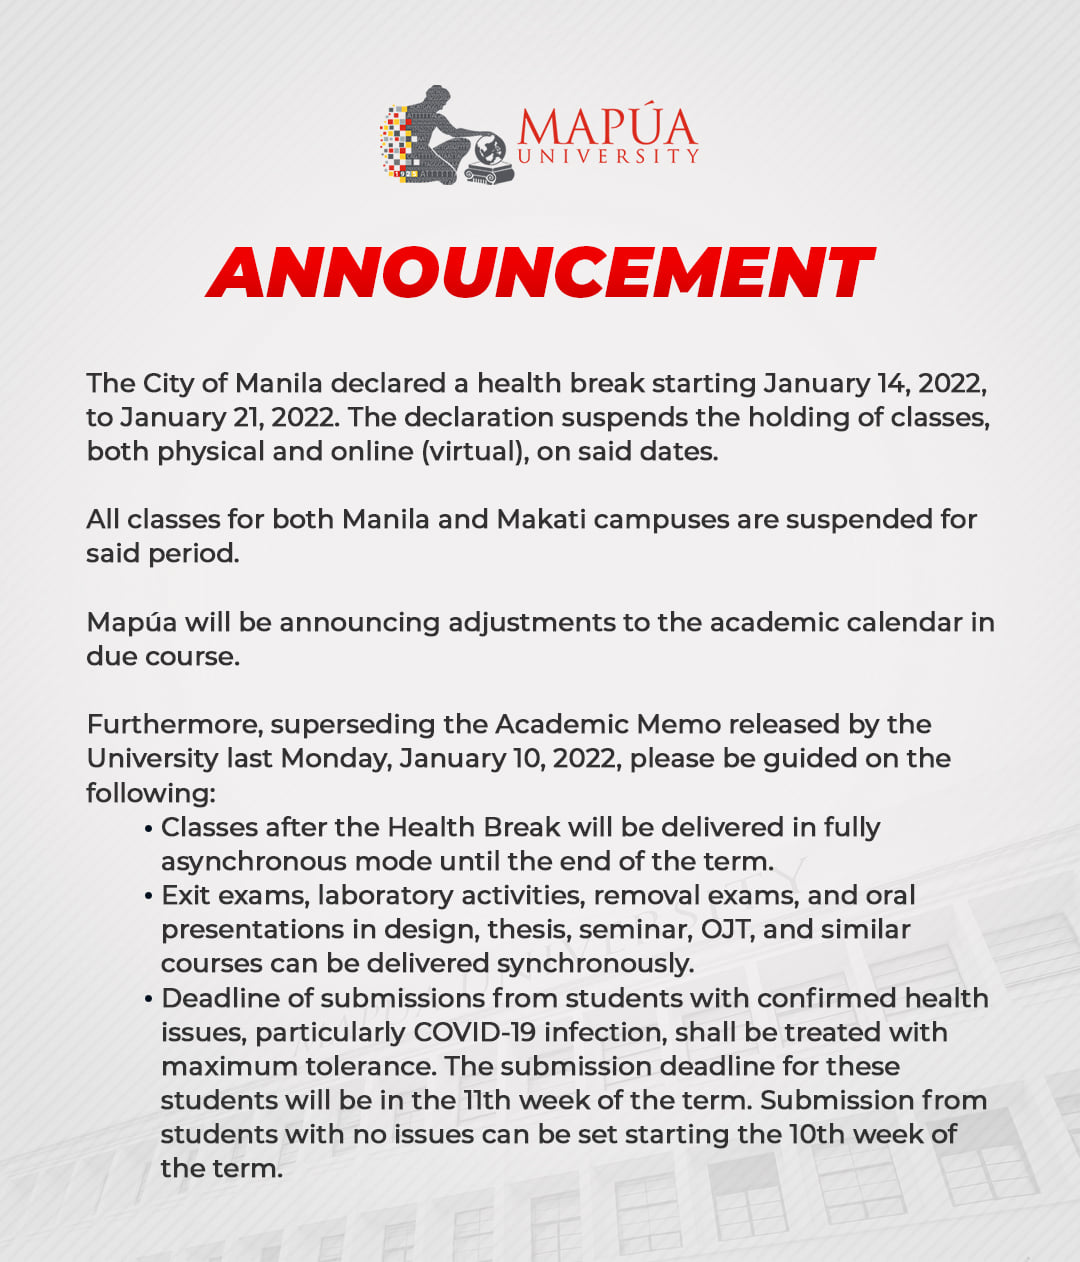 MAPÚA
UNIVERSITY
1925
ANNOUNCEMENT
The City of Manila declared a health break starting January 14, 2022,
to January 21, 2022. The declaration suspends the holding of classes,
both physical and online (virtual), on said dates.
All classes for both Manila and Makati campuses are suspended for
said period.
Mapúa will be announcing adjustments to the academic calendar in
due course.
Furthermore, superseding the Academic Memo released by the
University last Monday, January 10, 2022, please be guided on the
following:
• Classes after the Health Break will be delivered in fully
asynchronous mode until the end of the term.
• Exit exams, laboratory activities, removal exams, and oral
presentations in design, thesis, seminar, OJT, and similar
courses can be delivered synchronously.
• Deadline of submissions from students with confirmed health
issues, particularly COVID-19 infection, shall be treated with
maximum tolerance. The submission deadline for these
students will be in the 11th week of the term. Submission from
students with no issues can be set starting the 10th week of
the term.
MAPÚA UNIVERSITY